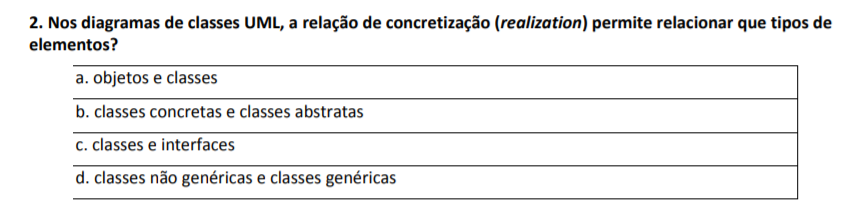 2. Nos diagramas de classes UML, a relação de concretização (realization) permite relacionar que tipos de
elementos?
a. objetos e classes
b. classes concretas e classes abstratas
c. classes e interfaces
d. classes não genéricas e classes genéricas